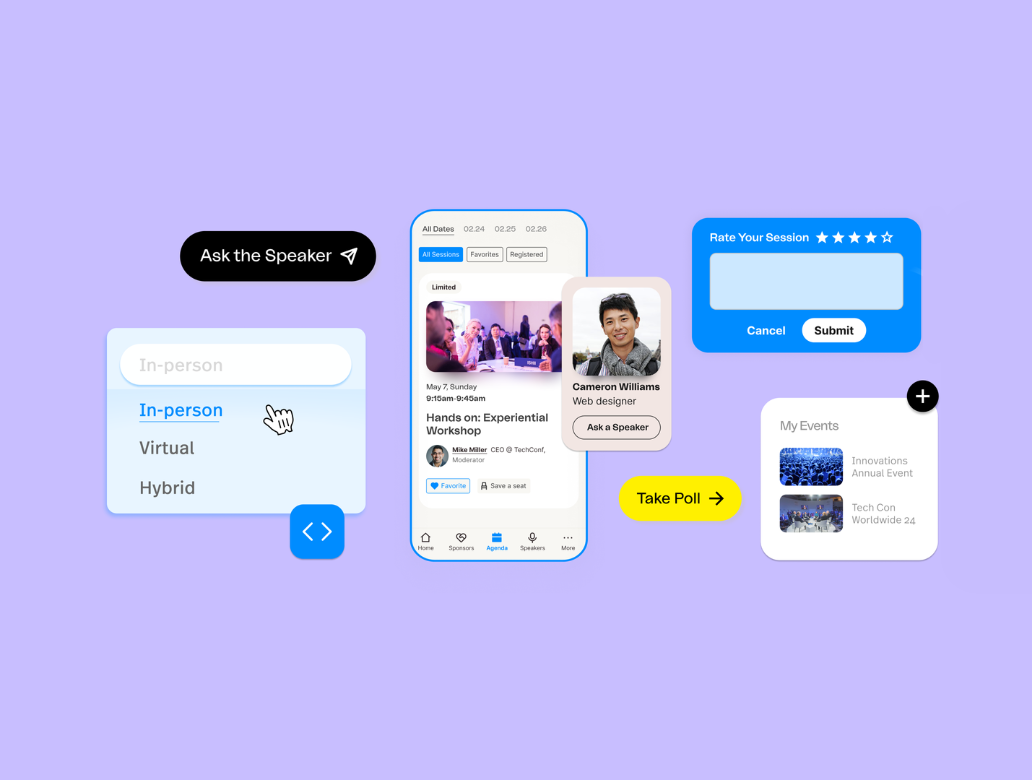 Ask the Speaker
In-person
In-person
Virtual
Hybrid
All Dates 02.24 02.25 02.26
All Sessions Favorites Registered
Limited
May 7, Sunday
9:15am-9:45am
Hands on: Experiential
Workshop
Mike Miller CEO @ TechConf,
Moderator
Favorite Save a seat
Home Sponsors Agenda Speakers More
Cameron Williams
Web designer
Ask a Speaker
Take Poll
Rate Your Session
Cancel Submit
My Events
Innovations
Annual Event
Tech Con
Worldwide 24